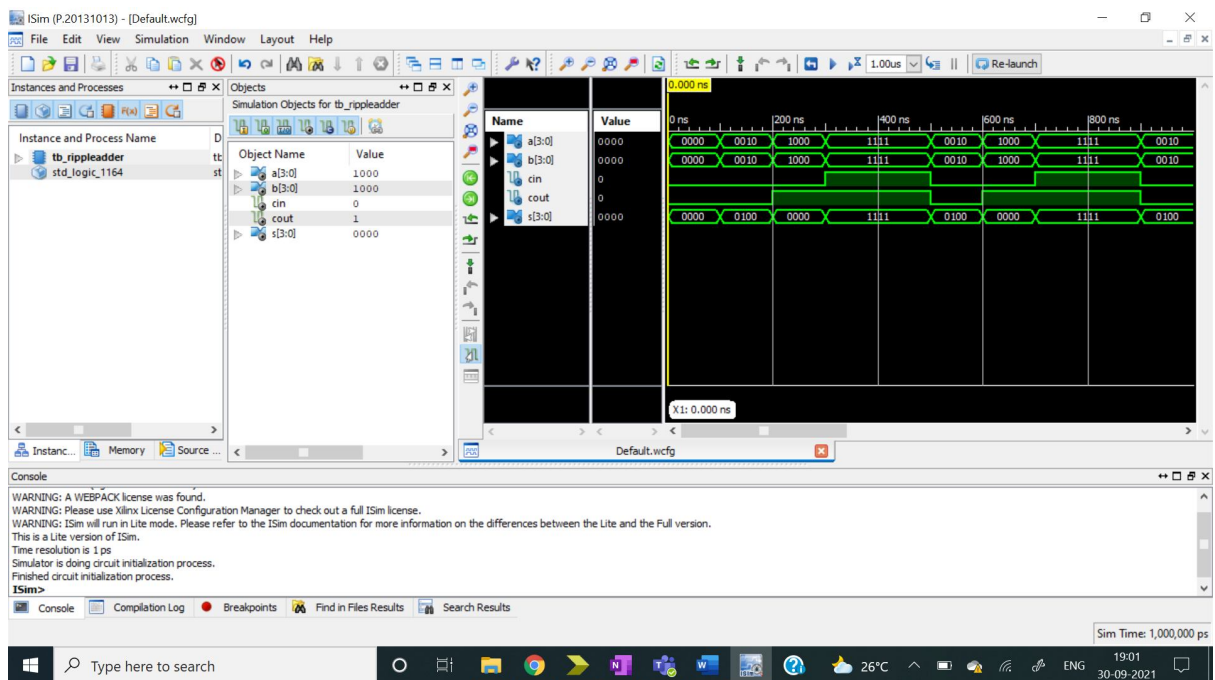 ISim (P.20131013) - [Default.wcfg]
File Edit View Simulation Window Layout Help
1.00us Re-launch
Instances and Processes
Instance and Process Name D
tb_rippleadder tb
std_logic_1164 st
Instanc... Memory Source ...
Objects
Simulation Objects for tb_rippleadder
Object Name Value
a[3:0] 1000
b[3:0] 1000
cin 0
cout 1
s[3:0] 0000
0.000 ns
Name Value 0 ns 200 ns 400 ns 600 ns 800 ns
a[3:0] 0000 0000 0010 1000 1111 0010 1000 1111 0010
b[3:0] 0000 0000 0010 1000 1111 0010 1000 1111 0010
cin 0
cout 0
s[3:0] 0000 0000 0100 0000 1111 0100 0000 1111 0100
X1: 0.000 ns
Default.wcfg
Console
WARNING: A WEBPACK license was found.
WARNING: Please use Xilinx License Configuration Manager to check out a full ISim license.
WARNING: ISim will run in Lite mode. Please refer to the ISim documentation for more information on the differences between the Lite and the Full version.
This is a Lite version of ISim.
Time resolution is 1 ps
Simulator is doing circuit initialization process.
Finished circuit initialization process.
ISim>
Console Compilation Log Breakpoints Find in Files Results Search Results
Sim Time: 1,000,000 ps
Type here to search
26°C ENG
19:01
30-09-2021